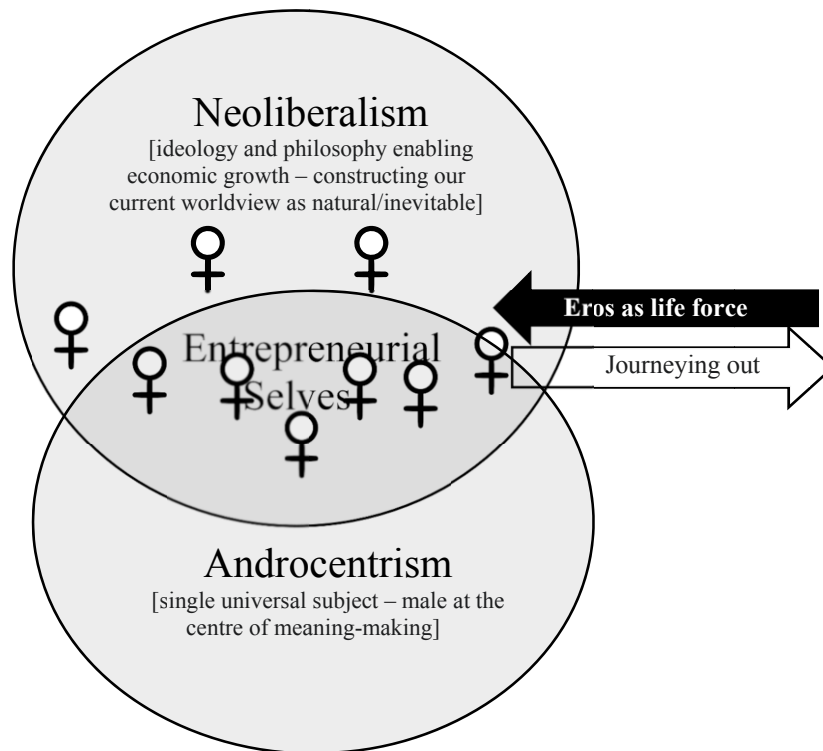 Neoliberalism
[ideology and philosophy enabling
economic growth – constructing our
current worldview as natural/inevitable]
Eros as life force
Entrepreneurial
Selves
Journeying out
Androcentrism
[single universal subject – male at the
centre of meaning-making]